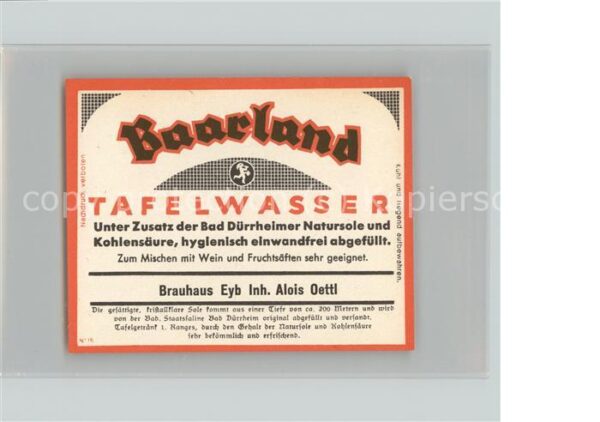 Baarland
TAFELWASSER
Unter Zusatz der Bad Dürrheimer Natursole und
Kohlensäure, hygienisch einwandfrei abgefüllt.
Zum Mischen mit Wein und Fruchtsäften sehr geeignet.
Brauhaus Eyb Inh. Alois Oettl
Die gesättigte, kristallklare Sole kommt aus einer Tiefe von ca. 200 Metern und wird
von der Bad. Staatssaline Bad Dürrheim original abgefüllt und versandt.
Tafelgetränk 1. Ranges, durch den Gehalt der Natursole und Kohlensäure
sehr bekömmlich und erfrischend.
Nachdruck verboten
Kühl und liegend aufbewahren.